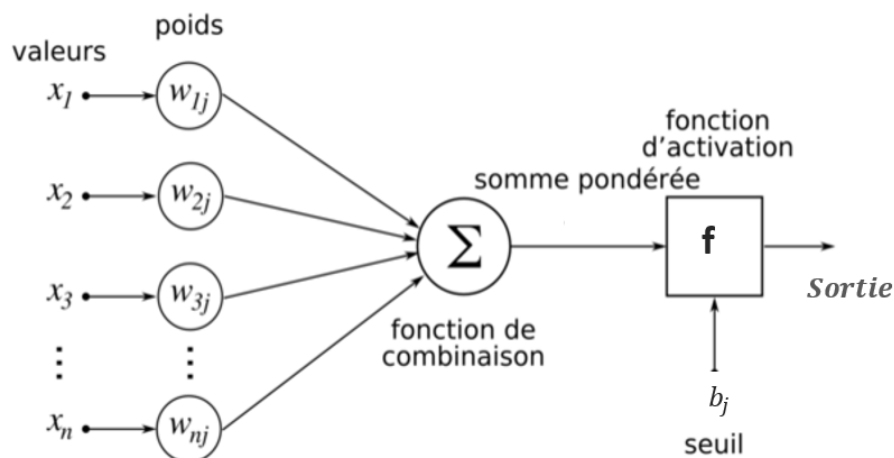 poids
valeurs
x1
w1j
x2
w2j
x3
w3j
⋮ ⋮
xn
wnj
Σ
fonction de
combinaison
somme pondérée
fonction
d'activation
f
Sortie
bj
seuil